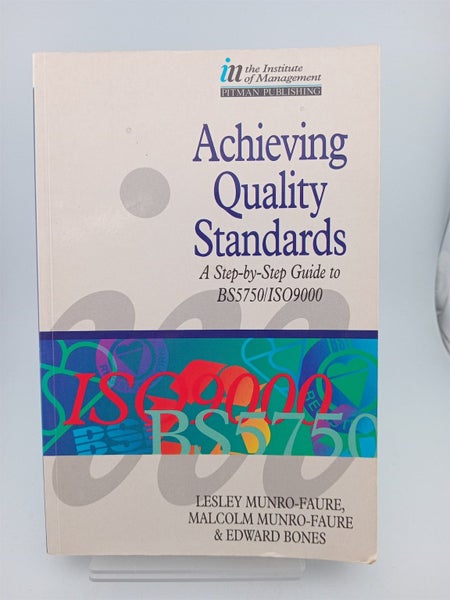 im the Institute
of Management
PITMAN PUBLISHING
Achieving
Quality
Standards
A Step-by-Step Guide to
BS5750/ISO9000
ISO9000
BS5750
LESLEY MUNRO-FAURE,
MALCOLM MUNRO-FAURE
& EDWARD BONES